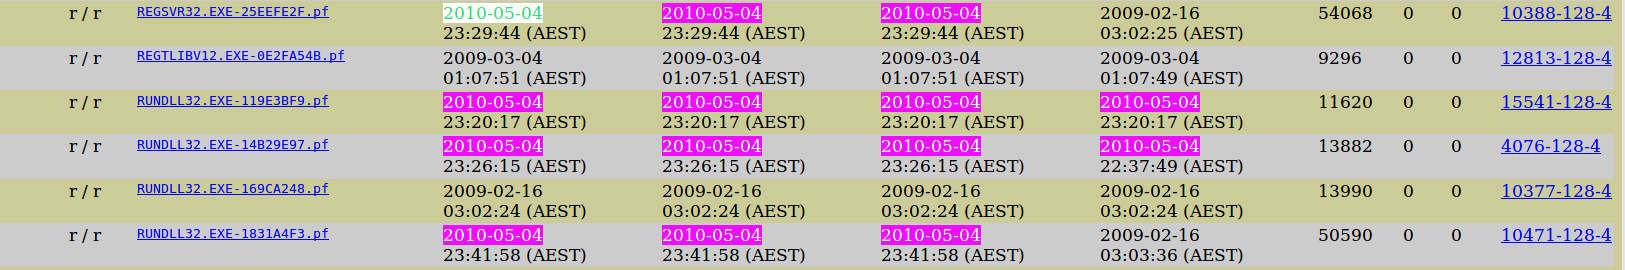 r / r REGSVR32.EXE-25EEFE2F.pf 2010-05-04 2010-05-04 2010-05-04 2009-02-16 54068 0 0 10388-128-4
23:29:44 (AEST) 23:29:44 (AEST) 23:29:44 (AEST) 03:02:25 (AEST)
r / r REGTLIBV12.EXE-0E2FA54B.pf 2009-03-04 2009-03-04 2009-03-04 2009-03-04 9296 0 0 12813-128-4
01:07:51 (AEST) 01:07:51 (AEST) 01:07:51 (AEST) 01:07:49 (AEST)
r / r RUNDLL32.EXE-119E3BF9.pf 2010-05-04 2010-05-04 2010-05-04 2010-05-04 11620 0 0 15541-128-4
23:20:17 (AEST) 23:20:17 (AEST) 23:20:17 (AEST) 23:20:17 (AEST)
r / r RUNDLL32.EXE-14B29E97.pf 2010-05-04 2010-05-04 2010-05-04 2010-05-04 13882 0 0 4076-128-4
23:26:15 (AEST) 23:26:15 (AEST) 23:26:15 (AEST) 22:37:49 (AEST)
r / r RUNDLL32.EXE-169CA248.pf 2009-02-16 2009-02-16 2009-02-16 2009-02-16 13990 0 0 10377-128-4
03:02:24 (AEST) 03:02:24 (AEST) 03:02:24 (AEST) 03:02:24 (AEST)
r / r RUNDLL32.EXE-1831A4F3.pf 2010-05-04 2010-05-04 2010-05-04 2009-02-16 50590 0 0 10471-128-4
23:41:58 (AEST) 23:41:58 (AEST) 23:41:58 (AEST) 03:03:36 (AEST)